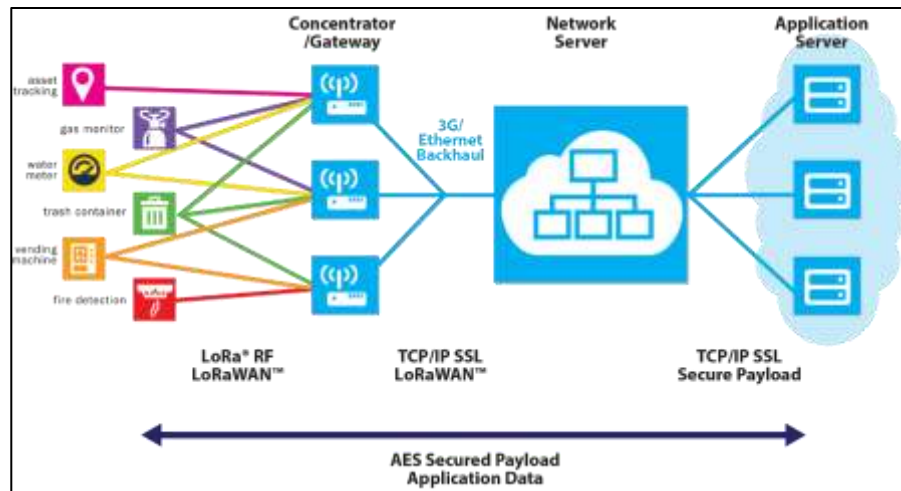 Concentrator
/Gateway
Network
Server
Application
Server
asset
tracking
gas monitor
water
meter
trash container
vending
machine
fire detection
3G/
Ethernet
Backhaul
LoRa® RF
LoRaWAN™
TCP/IP SSL
LoRaWAN™
TCP/IP SSL
Secure Payload
AES Secured Payload
Application Data